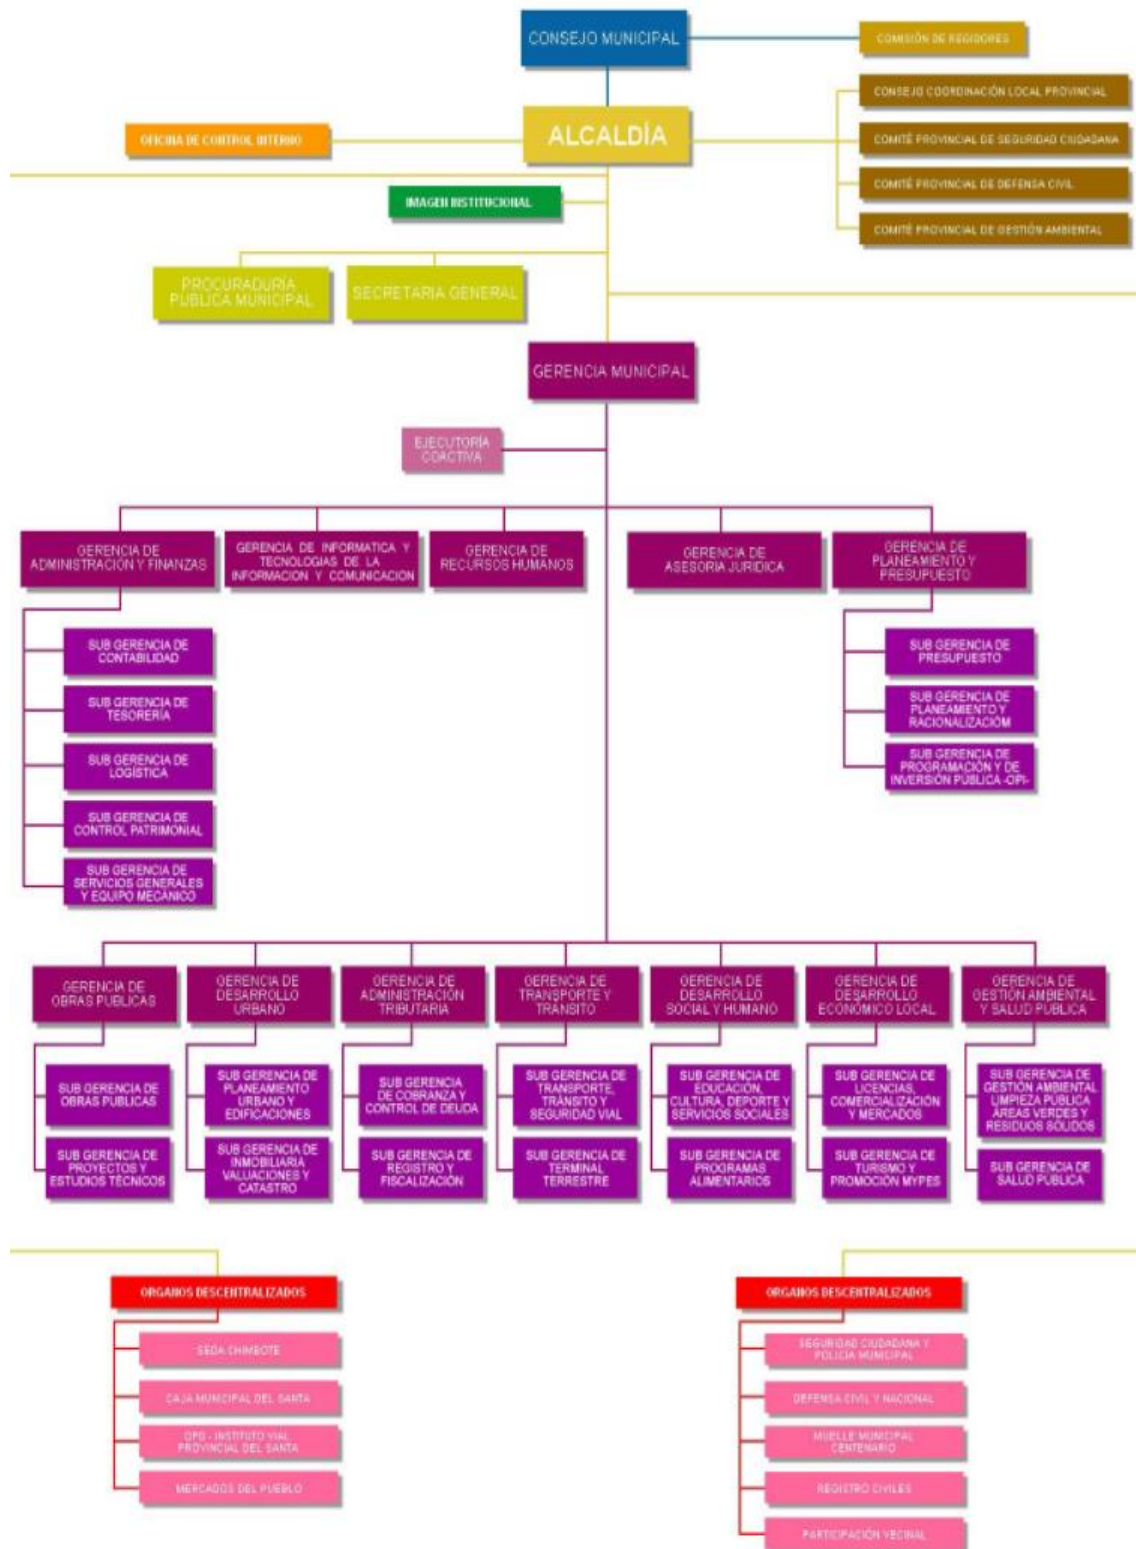 CONSEJO MUNICIPAL
COMISIÓN DE REGIDORES
CONSEJO COORDINACIÓN LOCAL PROVINCIAL
ALCALDÍA
OFICINA DE CONTROL INTERNO
COMITÉ PROVINCIAL DE SEGURIDAD CIUDADANA
COMITÉ PROVINCIAL DE DEFENSA CIVIL
IMAGEN INSTITUCIONAL
COMITÉ PROVINCIAL DE GESTIÓN AMBIENTAL
PROCURADURÍA
PUBLICA MUNICIPAL
SECRETARIA GENERAL
GERENCIA MUNICIPAL
EJECUTORÍA
COACTIVA
GERENCIA DE
ADMINISTRACIÓN Y FINANZAS
GERENCIA DE INFORMATICA Y
TECNOLOGIAS DE LA
INFORMACION Y COMUNICACION
GERENCIA DE
RECURSOS HUMANOS
GERENCIA DE
ASESORIA JURIDICA
GERENCIA DE
PLANEAMIENTO Y
PRESUPUESTO
SUB GERENCIA DE
CONTABILIDAD
SUB GERENCIA DE
TESORERÍA
SUB GERENCIA DE
LOGÍSTICA
SUB GERENCIA DE
CONTROL PATRIMONIAL
SUB GERENCIA DE
SERVICIOS GENERALES
Y EQUIPO MECÁNICO
SUB GERENCIA DE
PRESUPUESTO
SUB GERENCIA DE
PLANEAMIENTO Y
RACIONALIZACIÓM
SUB GERENCIA DE
PROGRAMACIÓN Y DE
INVERSIÓN PÚBLICA -OPI-
GERENCIA DE
OBRAS PUBLICAS
GERENCIA DE
DESARROLLO
URBANO
GERENCIA DE
ADMINISTRACIÓN
TRIBUTARIA
GERENCIA DE
TRANSPORTE Y
TRÁNSITO
GERENCIA DE
DESARROLLO
SOCIAL Y HUMANO
GERENCIA DE
DESARROLLO
ECONÓMICO LOCAL
GERENCIA DE
GESTIÓN AMBIENTAL
Y SALUD PUBLICA
SUB GERENCIA DE
OBRAS PUBLICAS
SUB GERENCIA DE
PLANEAMIENTO
URBANO Y
EDIFICACIONES
SUB GERENCIA
DE COBRANZA Y
CONTROL DE DEUDA
SUB GERENCIA DE
TRANSPORTE,
TRÁNSITO Y
SEGURIDAD VIAL
SUB GERENCIA DE
EDUCACIÓN,
CULTURA, DEPORTE Y
SERVICIOS SOCIALES
SUB GERENCIA DE
LICENCIAS,
COMERCIALIZACIÓN
Y MERCADOS
SUB GERENCIA DE
GESTIÓN AMBIENTAL
LIMPIEZA PÚBLICA
ÁREAS VERDES Y
RESIDUOS SÓLIDOS
SUB GERENCIA DE
PROYECTOS Y
ESTUDIOS TÉCNICOS
SUB GERENCIA DE
INMOBILIARIA
VALUACIONES Y
CATASTRO
SUB GERENCIA DE
REGISTRO Y
FISCALIZACIÓN
SUB GERENCIA DE
TERMINAL
TERRESTRE
SUB GERENCIA DE
PROGRAMAS
ALIMENTARIOS
SUB GERENCIA DE
TURISMO Y
PROMOCIÓN MYPES
SUB GERENCIA DE
SALUD PUBLICA
ORGANOS DESCENTRALIZADOS
SEDA CHIMBOTE
CAJA MUNICIPAL DEL SANTA
OPD - INSTITUTO VIAL
PROVINCIAL DEL SANTA
MERCADOS DEL PUEBLO
ORGANOS DESCENTRALIZADOS
SEGURIDAD CIUDADANA Y
POLICÍA MUNICIPAL
DEFENSA CIVIL Y NACIONAL
MUELLE MUNICIPAL
CENTENARIO
REGISTRO CIVILES
PARTICIPACIÓN VECINAL